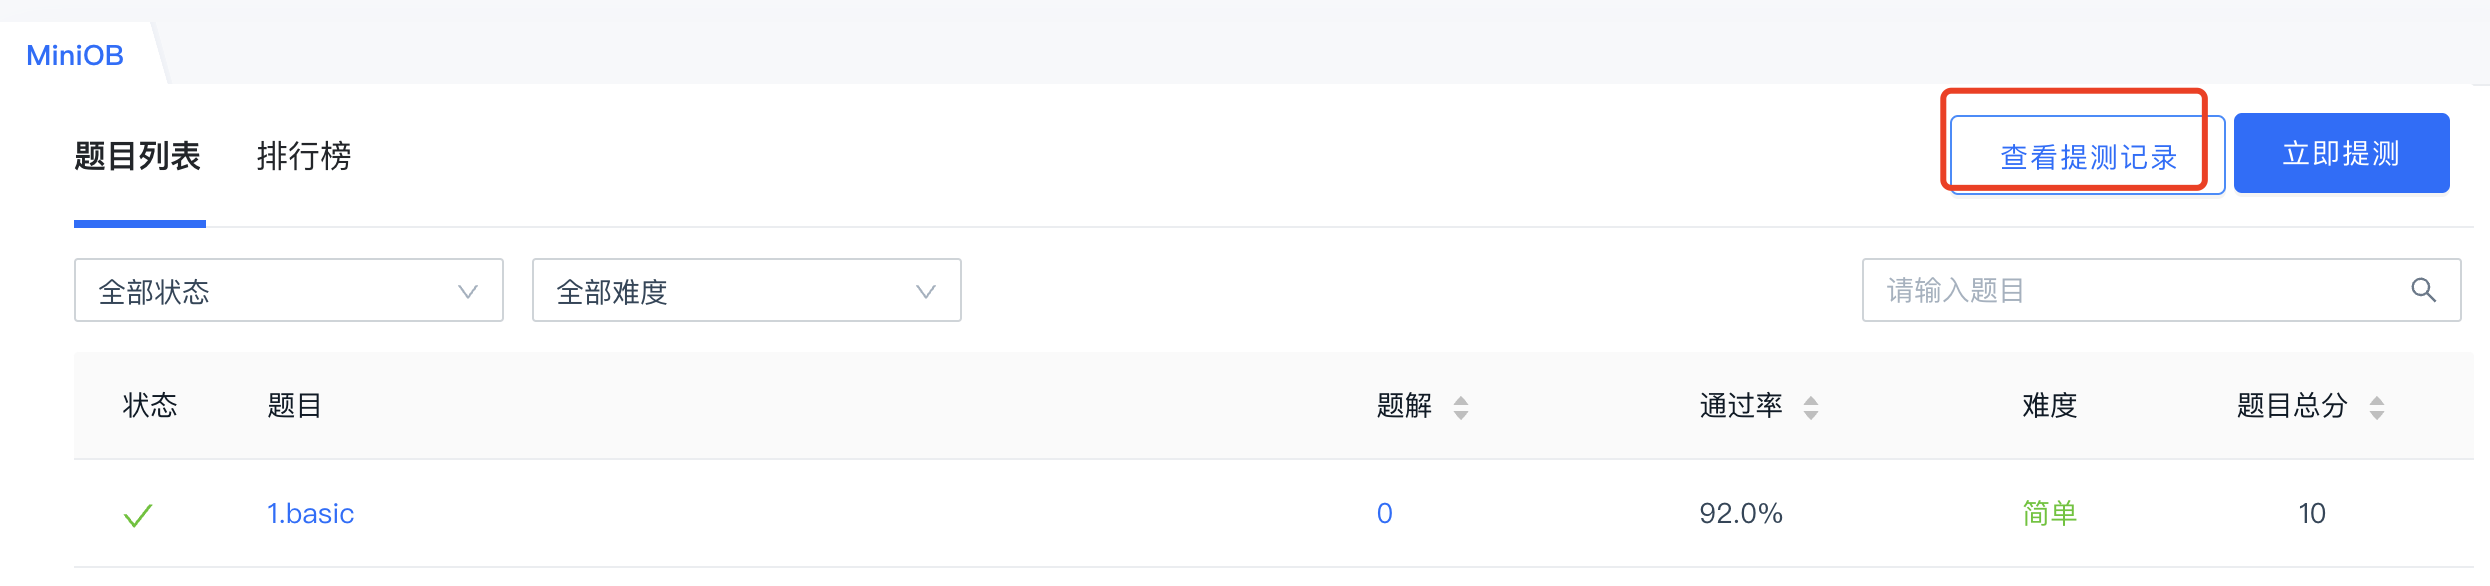 MiniOB
题目列表 排行榜 查看提测记录 立即提测
全部状态 全部难度 请输入题目
状态 题目 题解 通过率 难度 题目总分
1.basic 0 92.0% 简单 10